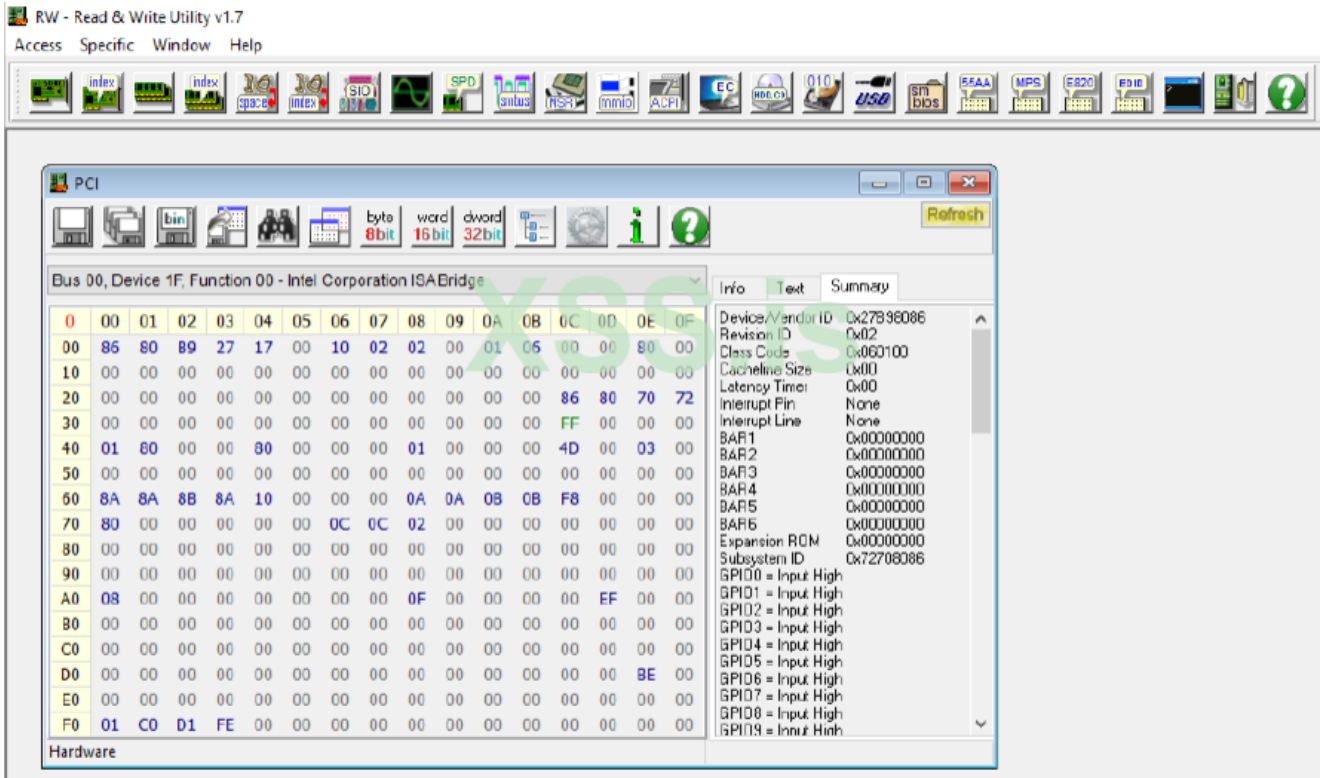 RW - Read & Write Utility v1.7
Access Specific Window Help
index index space index SIO SPD smbus MSR mmio ACPI EC HDD.CD 010 USB sm bios 55AA MPS E820 EDID
PCI
bin byte 8bit word 16bit dword 32bit Refresh
Bus 00, Device 1F, Function 00 - Intel Corporation ISA Bridge
Info Text Summary
0 00 01 02 03 04 05 06 07 08 09 0A 0B 0C 0D 0E 0F
00 86 80 B9 27 17 00 10 02 02 00 01 06 00 00 80 00
10 00 00 00 00 00 00 00 00 00 00 00 00 00 00 00 00
20 00 00 00 00 00 00 00 00 00 00 00 00 86 80 70 72
30 00 00 00 00 00 00 00 00 00 00 00 00 FF 00 00 00
40 01 80 00 00 80 00 00 00 01 00 00 00 4D 00 03 00
50 00 00 00 00 00 00 00 00 00 00 00 00 00 00 00 00
60 8A 8A 8B 8A 10 00 00 00 0A 0A 0B 0B F8 00 00 00
70 80 00 00 00 00 00 0C 0C 02 00 00 00 00 00 00 00
80 00 00 00 00 00 00 00 00 00 00 00 00 00 00 00 00
90 00 00 00 00 00 00 00 00 00 00 00 00 00 00 00 00
A0 08 00 00 00 00 00 00 00 0F 00 00 00 00 EF 00 00
B0 00 00 00 00 00 00 00 00 00 00 00 00 00 00 00 00
C0 00 00 00 00 00 00 00 00 00 00 00 00 00 00 00 00
D0 00 00 00 00 00 00 00 00 00 00 00 00 00 00 BE 00
E0 00 00 00 00 00 00 00 00 00 00 00 00 00 00 00 00
F0 01 C0 D1 FE 00 00 00 00 00 00 00 00 00 00 00 00
Device/Vendor ID 0x27B98086
Revision ID 0x02
Class Code 0x060100
Cacheline Size 0x00
Latency Timer 0x00
Interrupt Pin None
Interrupt Line None
BAR1 0x00000000
BAR2 0x00000000
BAR3 0x00000000
BAR4 0x00000000
BAR5 0x00000000
BAR6 0x00000000
Expansion ROM 0x00000000
Subsystem ID 0x72708086
GPIO0 = Input High
GPIO1 = Input High
GPIO2 = Input High
GPIO3 = Input High
GPIO4 = Input High
GPIO5 = Input High
GPIO6 = Input High
GPIO7 = Input High
GPIO8 = Input High
GPIO9 = Input High
Hardware
XSS.is